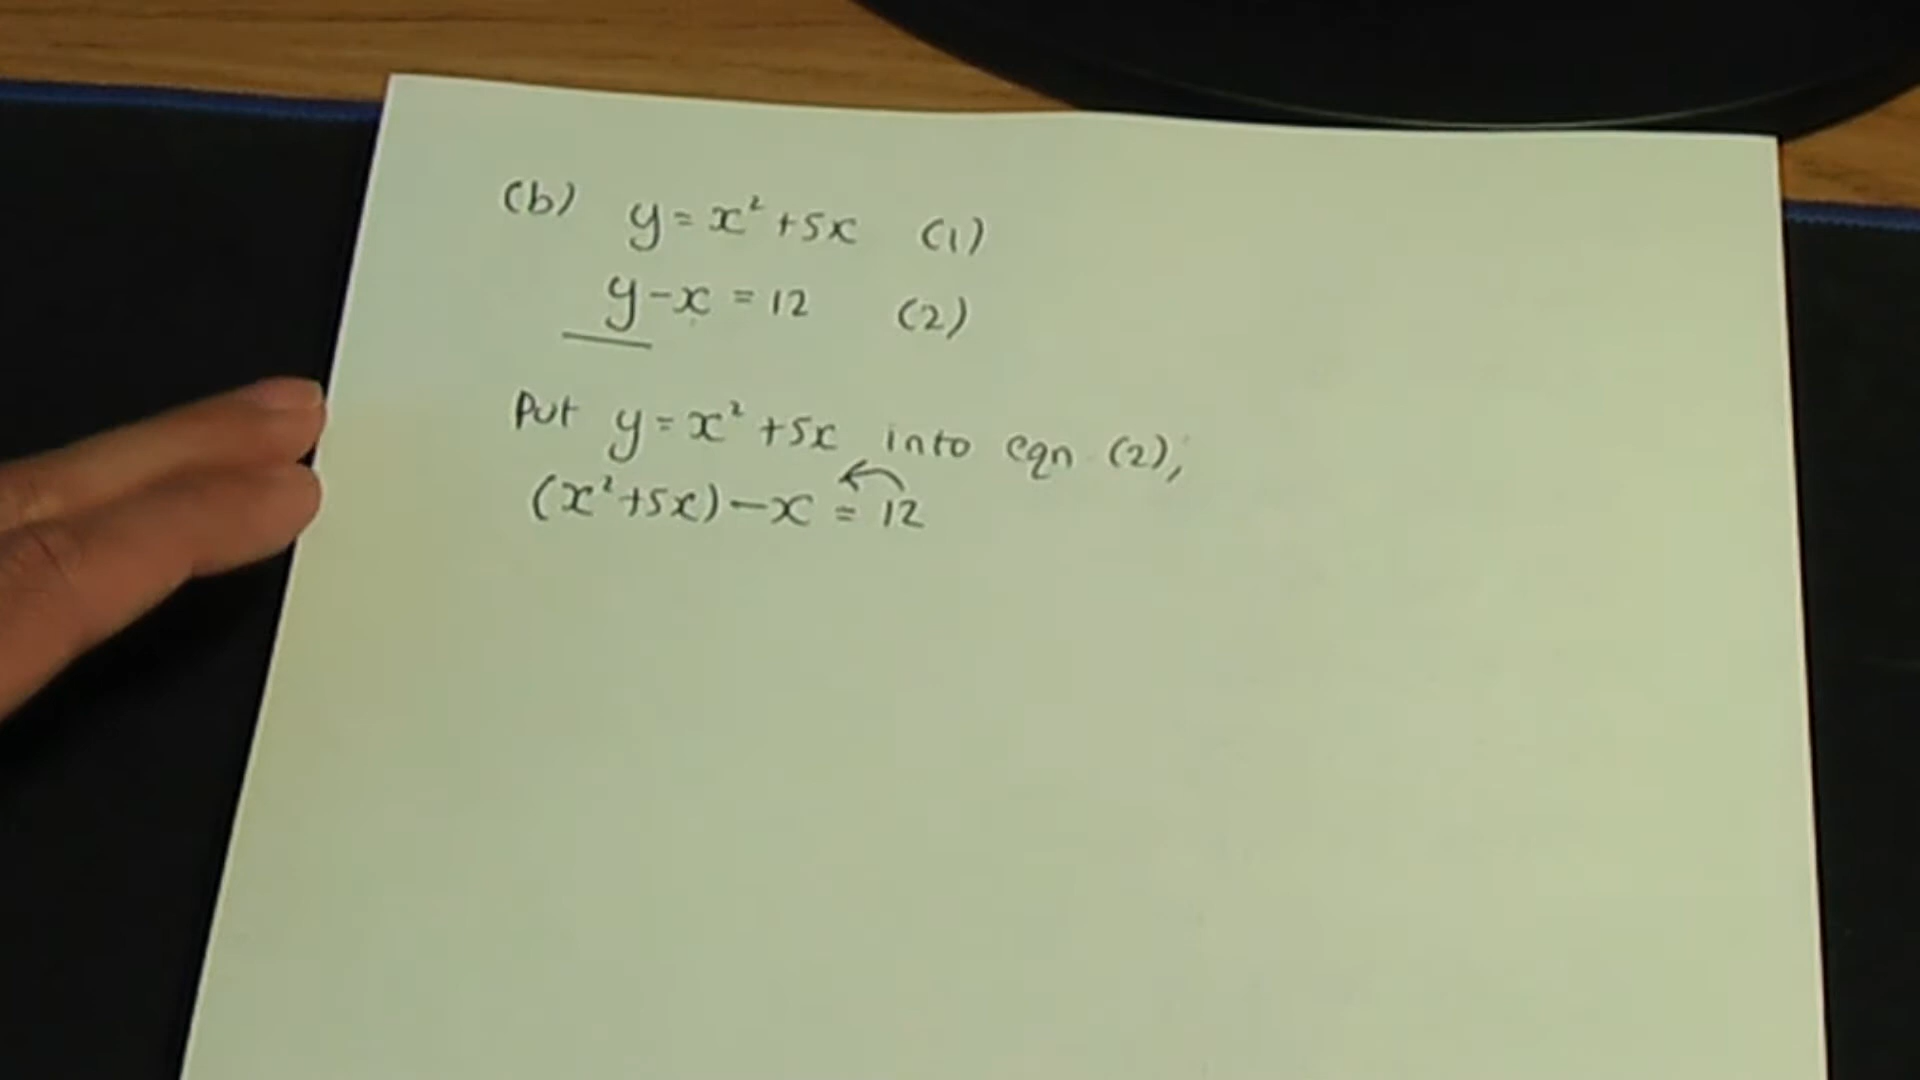 (b) y = x² + 5x (1)
y - x = 12 (2)
Put y = x² + 5x into eqn (2),
(x² + 5x) - x = 12